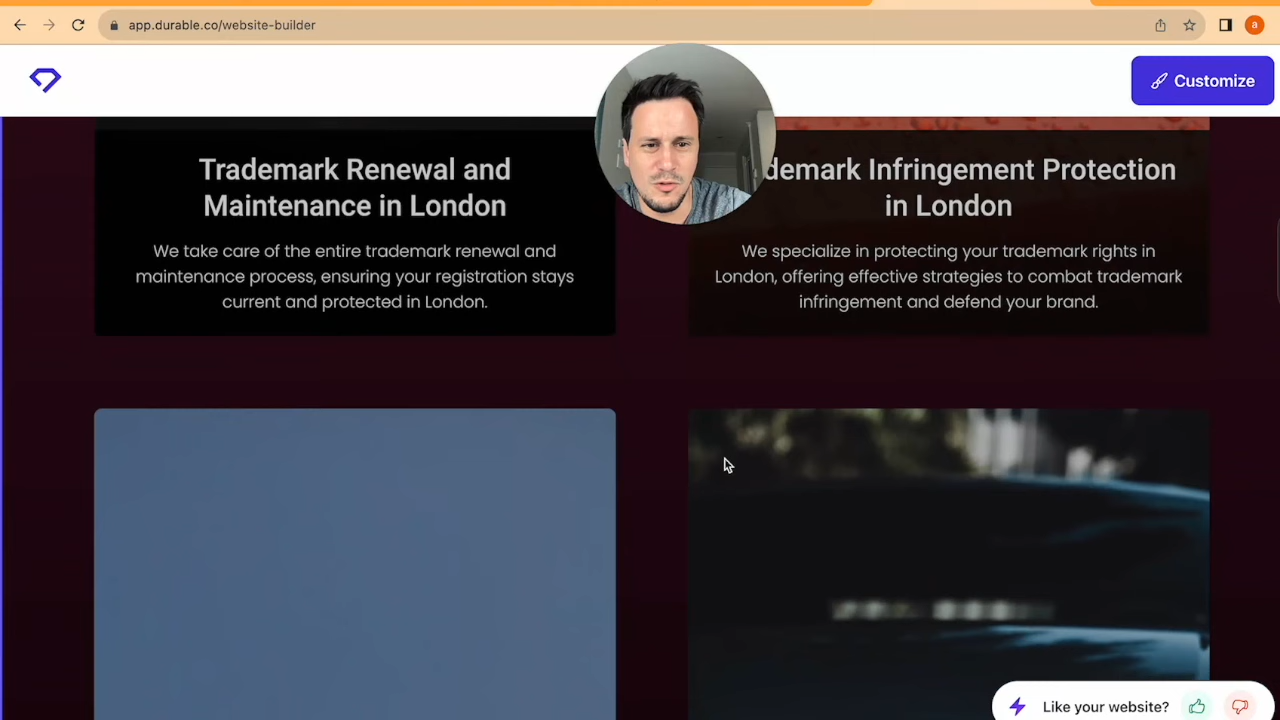 app.durable.co/website-builder
a
Customize
Trademark Renewal and
Maintenance in London
We take care of the entire trademark renewal and
maintenance process, ensuring your registration stays
current and protected in London.
demark Infringement Protection
in London
We specialize in protecting your trademark rights in
London, offering effective strategies to combat trademark
infringement and defend your brand.
Like your website?